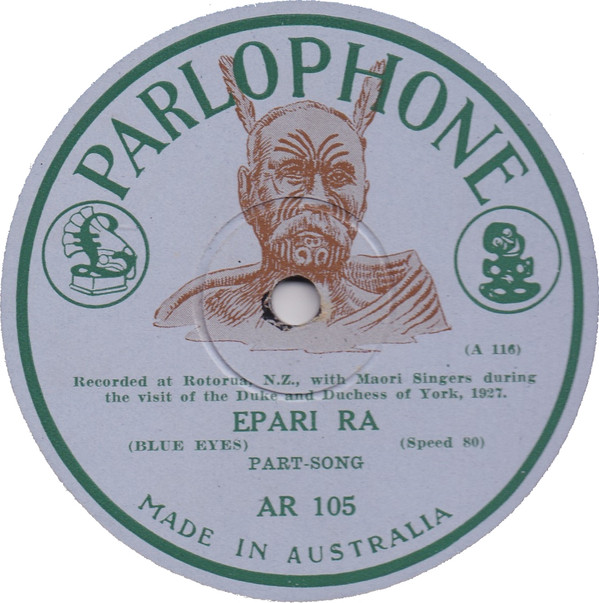 PARLOPHONE
(A 116)
Recorded at Rotorua, N.Z., with Maori Singers during
the visit of the Duke and Duchess of York, 1927.
EPARI RA
(BLUE EYES) (Speed 80)
PART-SONG
AR 105
MADE IN AUSTRALIA